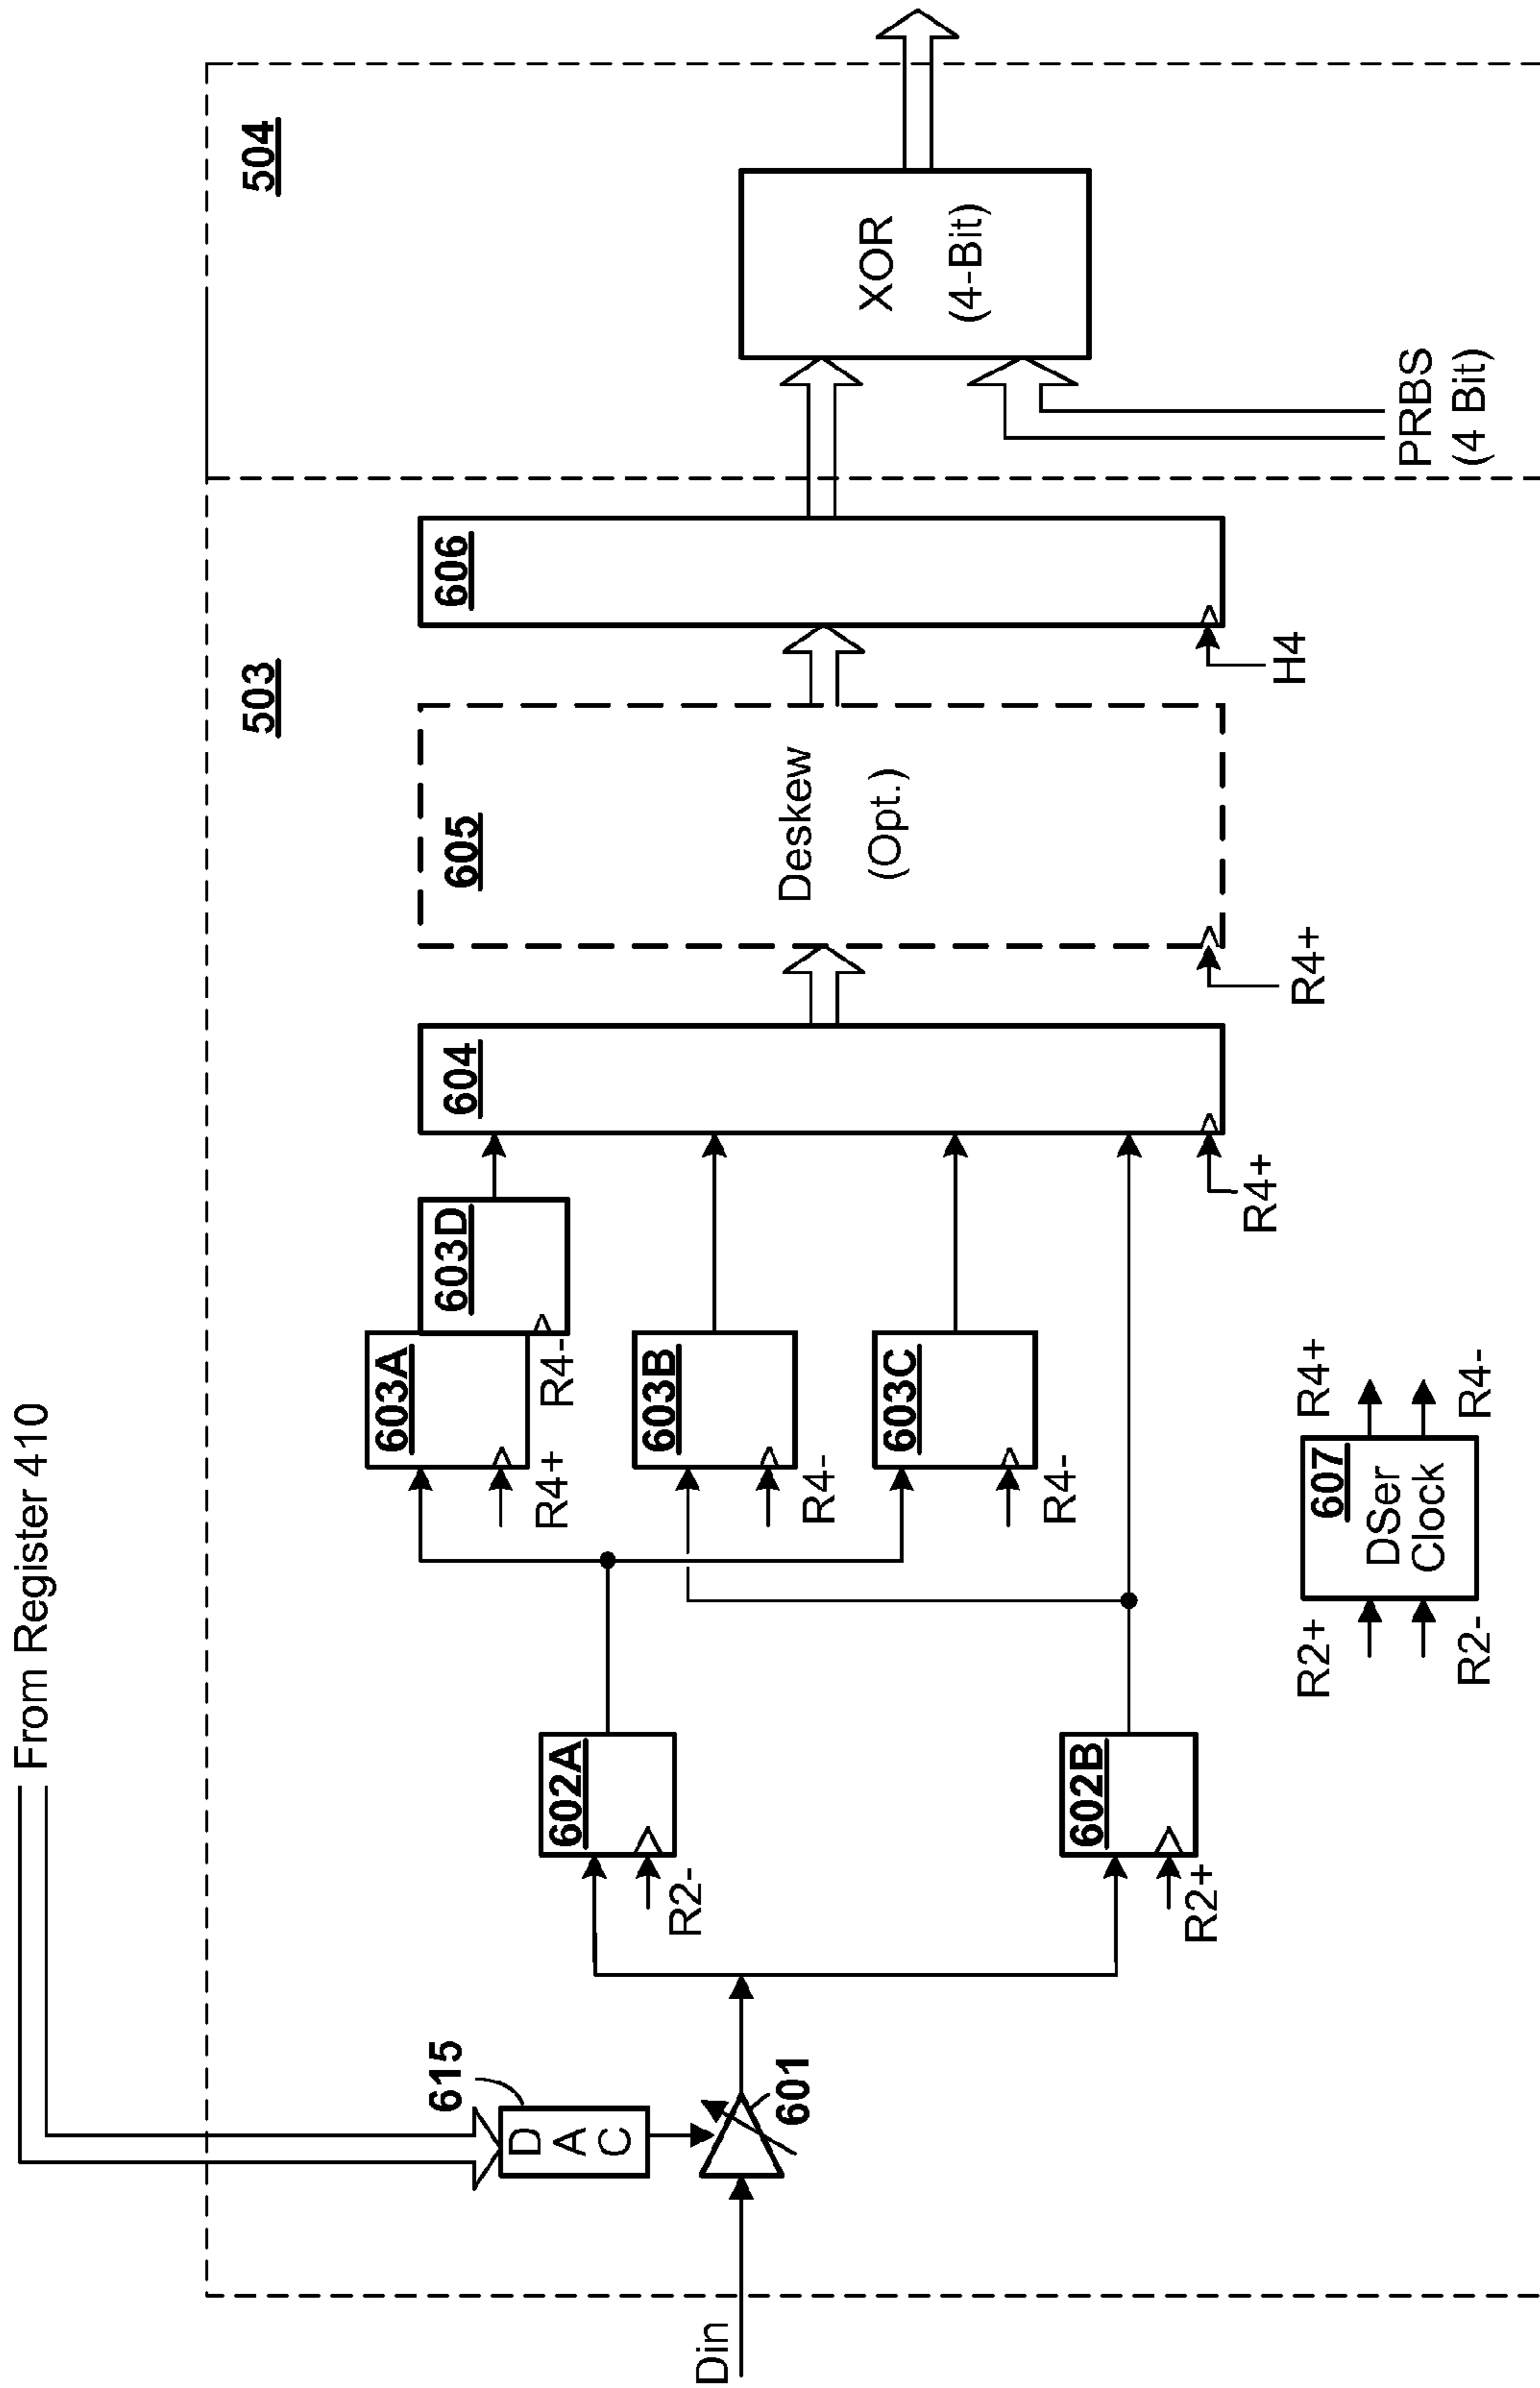 From Register 410
503
504
615
D
A
C
601
Din
602A
R2-
602B
R2+
603A
R4+
603D
R4-
603B
R4-
603C
R4-
604
R4+
605
Deskew
(Opt.)
R4+
606
H4
XOR
(4-Bit)
PRBS
(4 Bit)
R2+
R2-
607
DSer
Clock
R4+
R4-